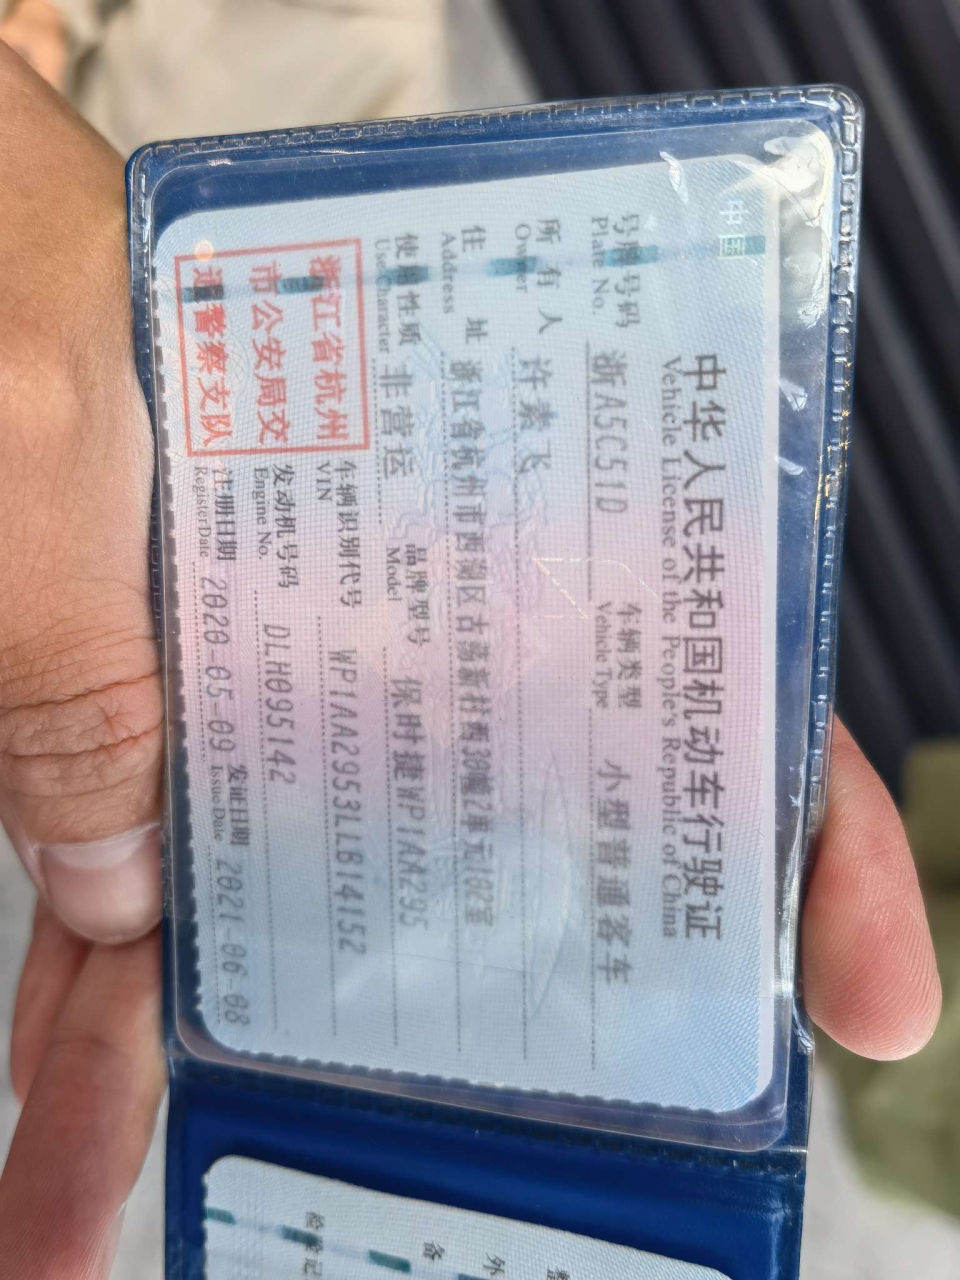 中国
中华人民共和国机动车行驶证
Vehicle License of the People's Republic of China
号牌号码 浙A5C51D 车辆类型 小型普通客车
Plate No. Vehicle Type
所有人 许素飞
Owner
住址 浙江省杭州市西湖区古荡新村西30幢2单元102室
Address
使用性质 非营运 品牌型号 保时捷WP1AA295
Use Character Model
浙江省杭州
市公安局交
通警察支队
车辆识别代号 WP1AA2953LLB14152
VIN
发动机号码 DLH095142
Engine No.
注册日期 2020-05-09 发证日期 2021-06-08
Register Date Issue Date
备
外
检验记